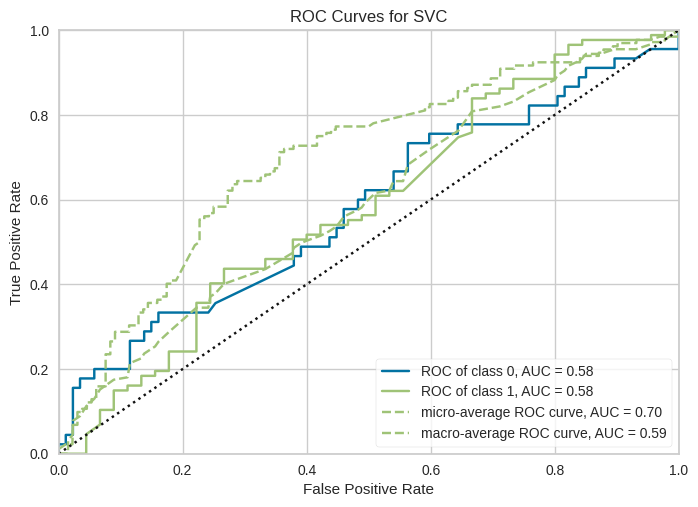 ROC Curves for SVC
True Positive Rate
1.0
0.8
0.6
0.4
0.2
0.0
ROC of class 0, AUC = 0.58
ROC of class 1, AUC = 0.58
micro-average ROC curve, AUC = 0.70
macro-average ROC curve, AUC = 0.59
0.0 0.2 0.4 0.6 0.8 1.0
False Positive Rate